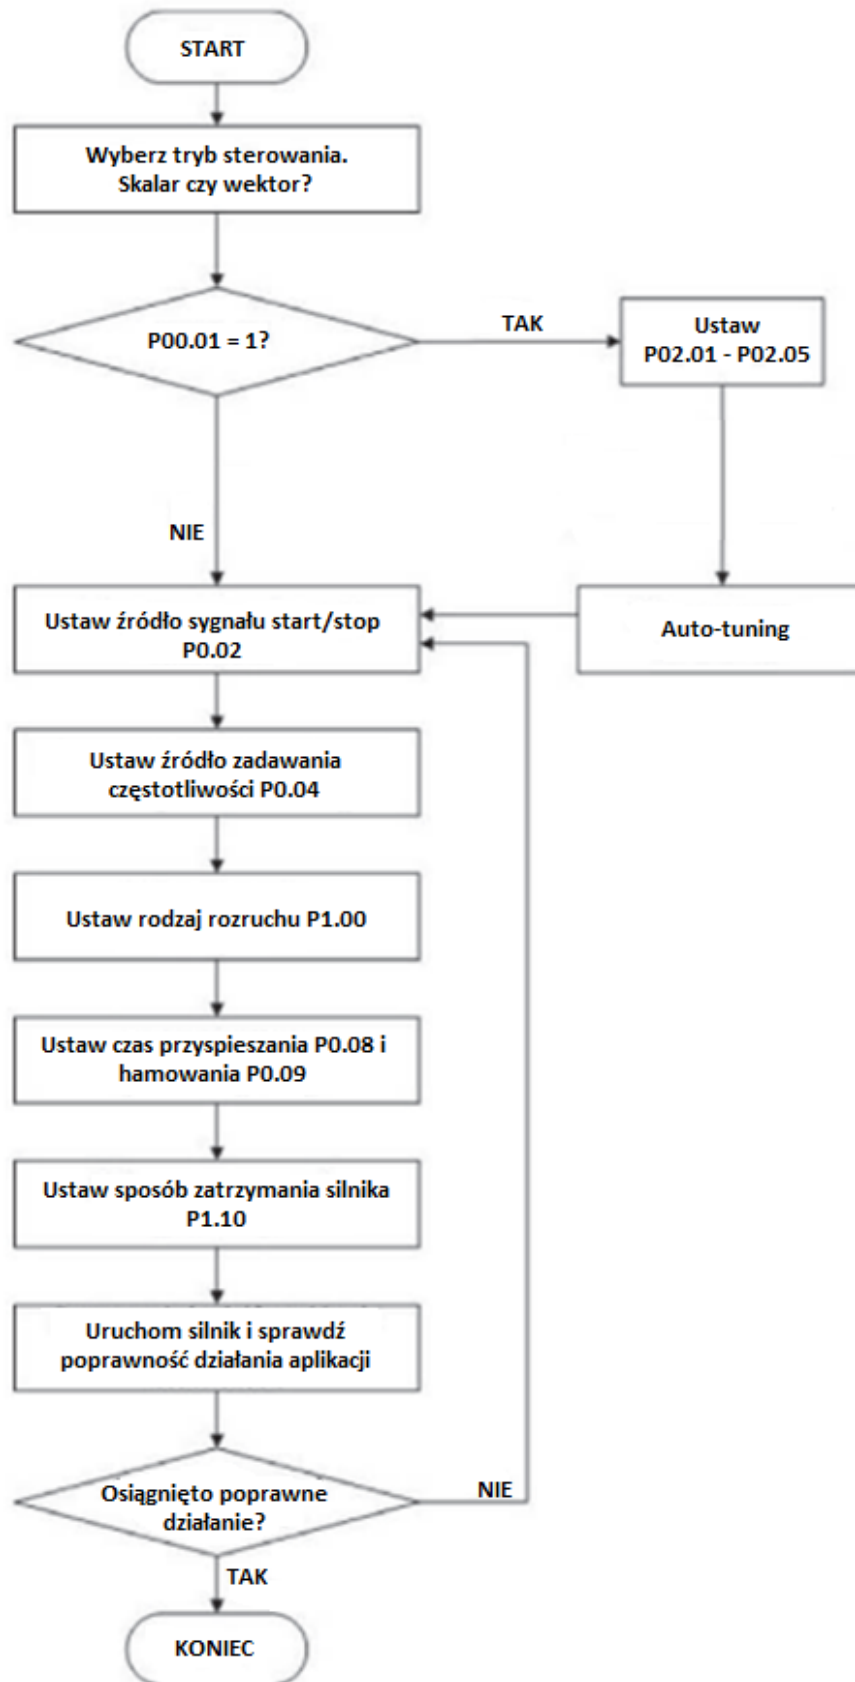 START
Wyberz tryb sterowania.
Skalar czy wektor?
P00.01 = 1?
TAK
Ustaw
P02.01 - P02.05
NIE
Ustaw źródło sygnału start/stop
P0.02
Auto-tuning
Ustaw źródło zadawania
częstotliwości P0.04
Ustaw rodzaj rozruchu P1.00
Ustaw czas przyspieszania P0.08 i
hamowania P0.09
Ustaw sposób zatrzymania silnika
P1.10
Uruchom silnik i sprawdź
poprawność działania aplikacji
Osiągnięto poprawne
działanie?
NIE
TAK
KONIEC